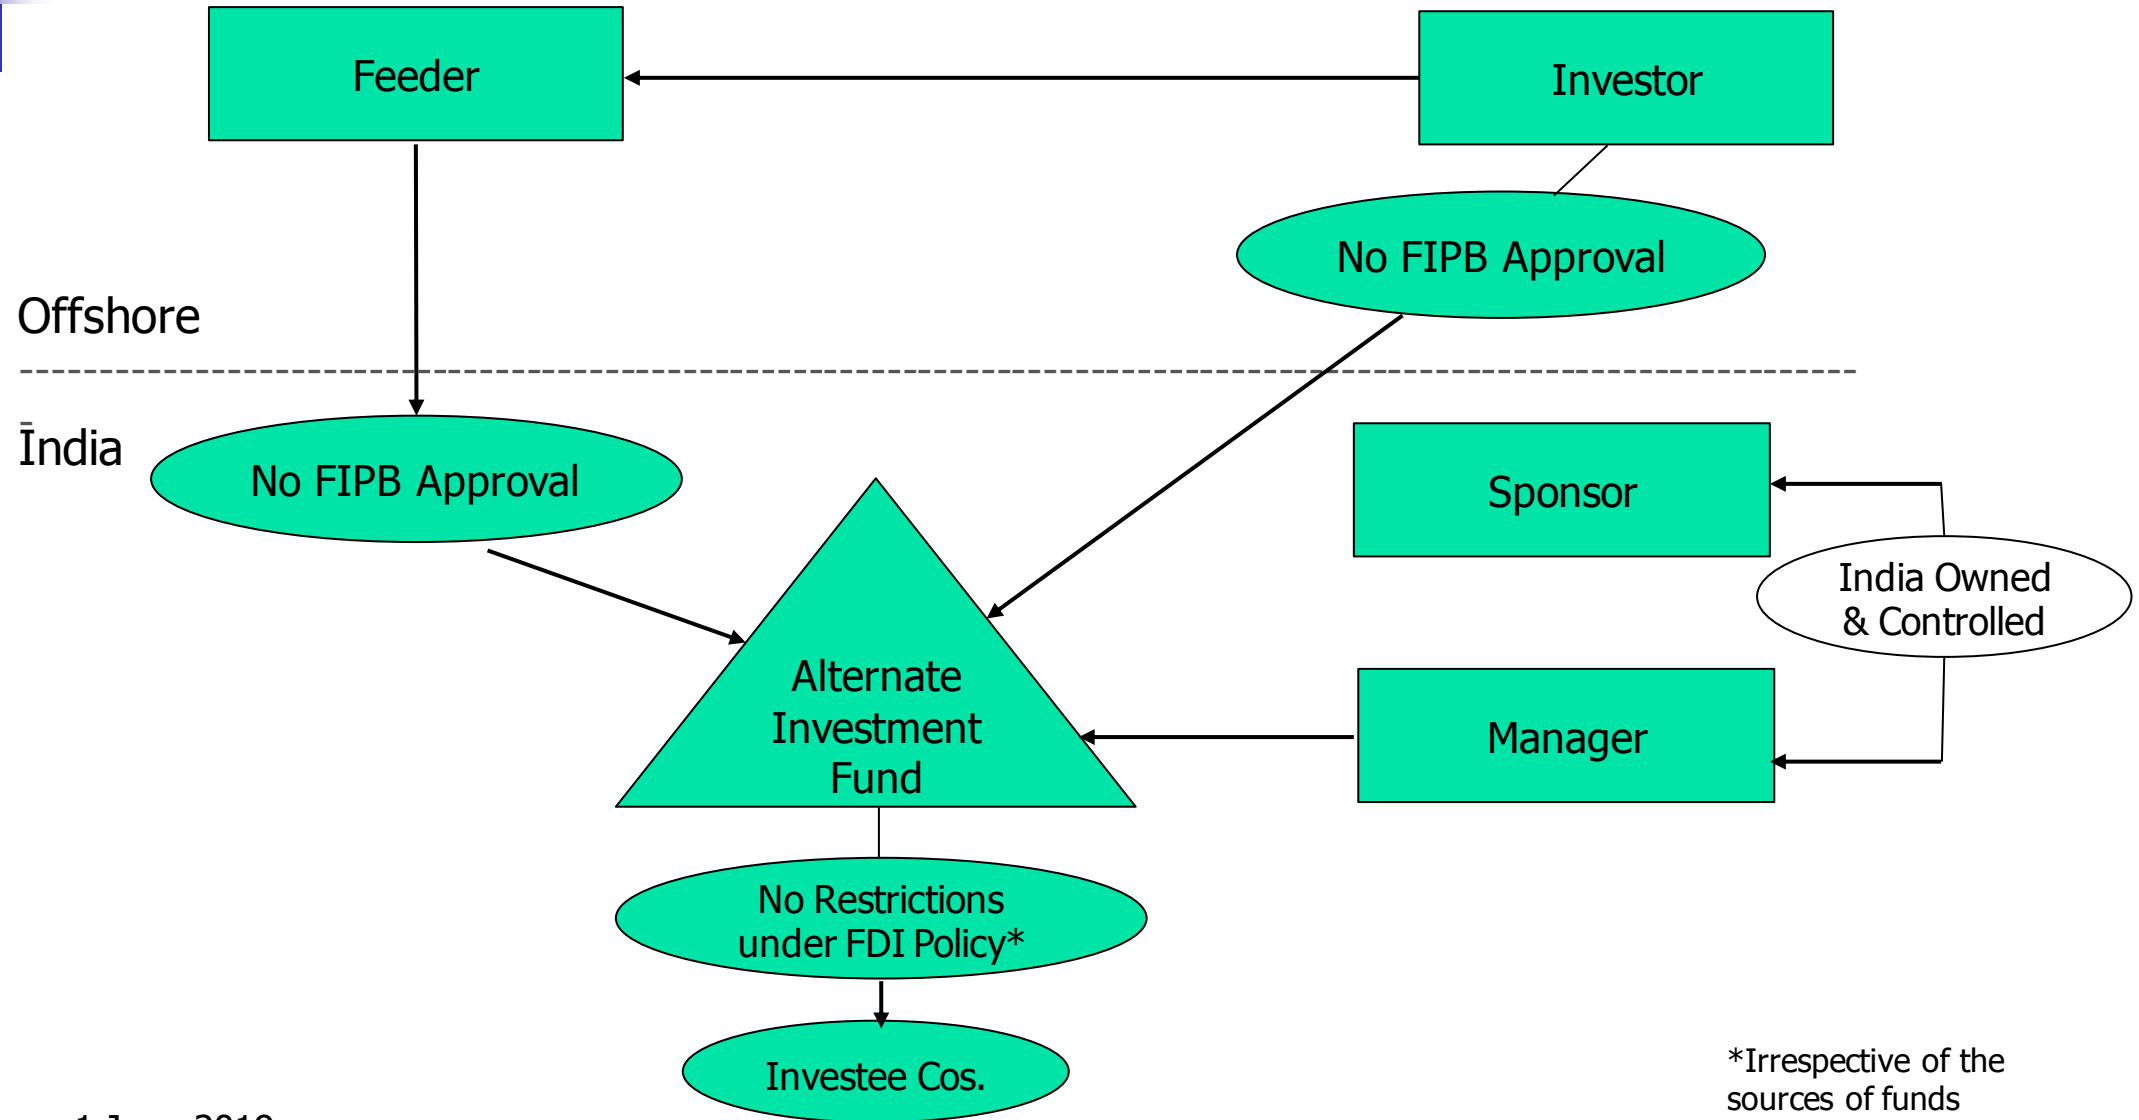 Feeder
Investor
No FIPB Approval
Offshore
India
No FIPB Approval
Sponsor
India Owned
& Controlled
Alternate
Investment
Fund
Manager
No Restrictions
under FDI Policy*
Investee Cos.
*Irrespective of the
sources of funds